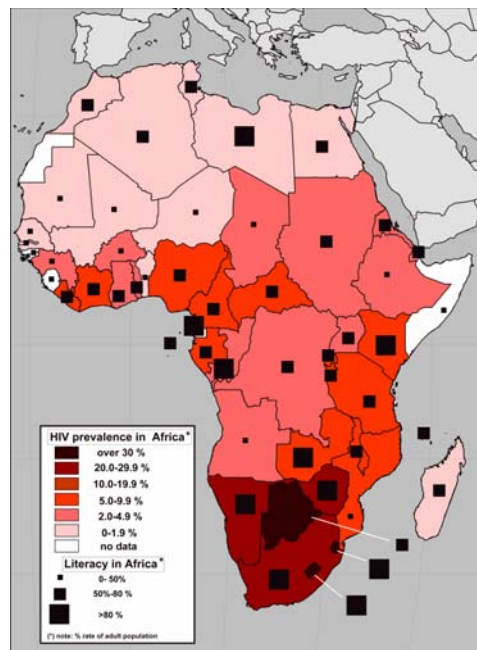 HIV prevalence in Africa*
over 30 %
20.0-29.9 %
10.0-19.9 %
5.0-9.9 %
2.0-4.9 %
0-1.9 %
no data
Literacy in Africa*
0- 50%
50%-80 %
>80 %
(*) note: % rate of adult population